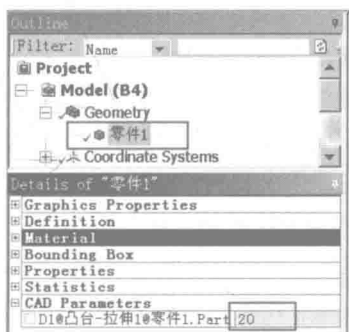 Outline
Filter: Name
Project
Model (B4)
Geometry
零件1
Coordinate Systems
Details of "零件1"
Graphics Properties
Definition
Material
Bounding Box
Properties
Statistics
CAD Parameters
D1@凸台-拉伸1@零件1.Part 20